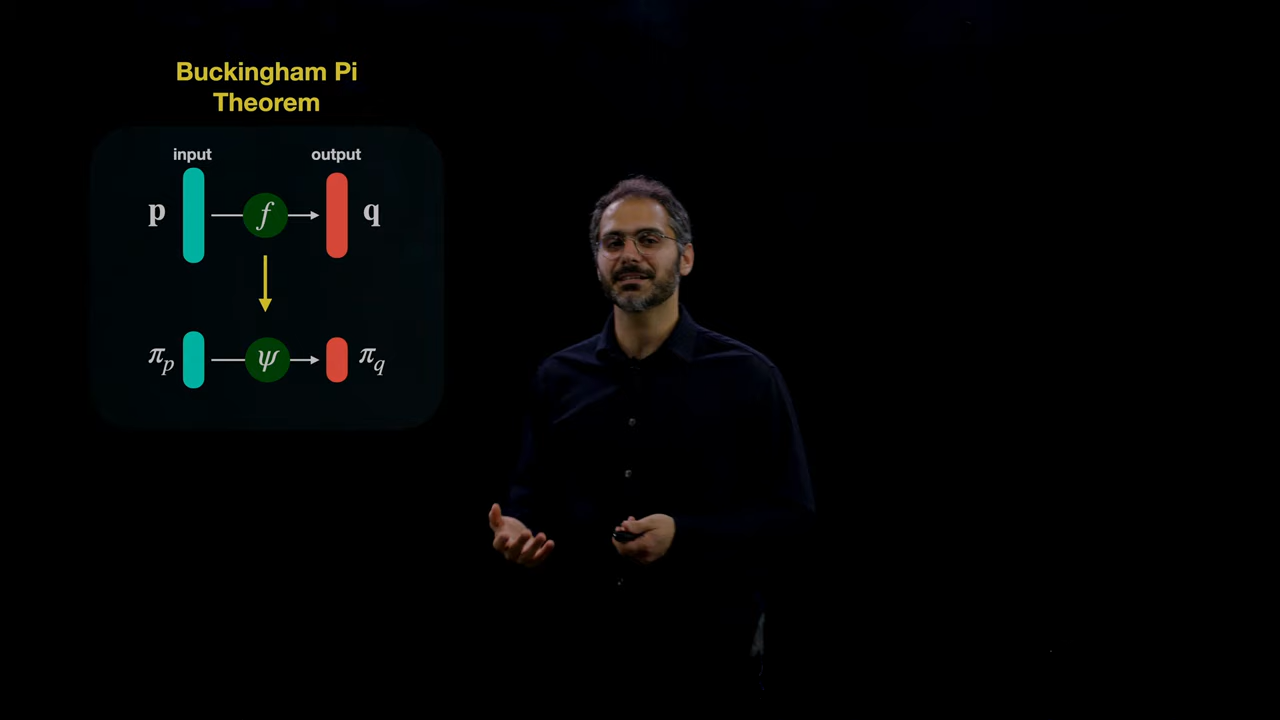 Buckingham Pi
Theorem
input output
p f q
π_p ψ π_q